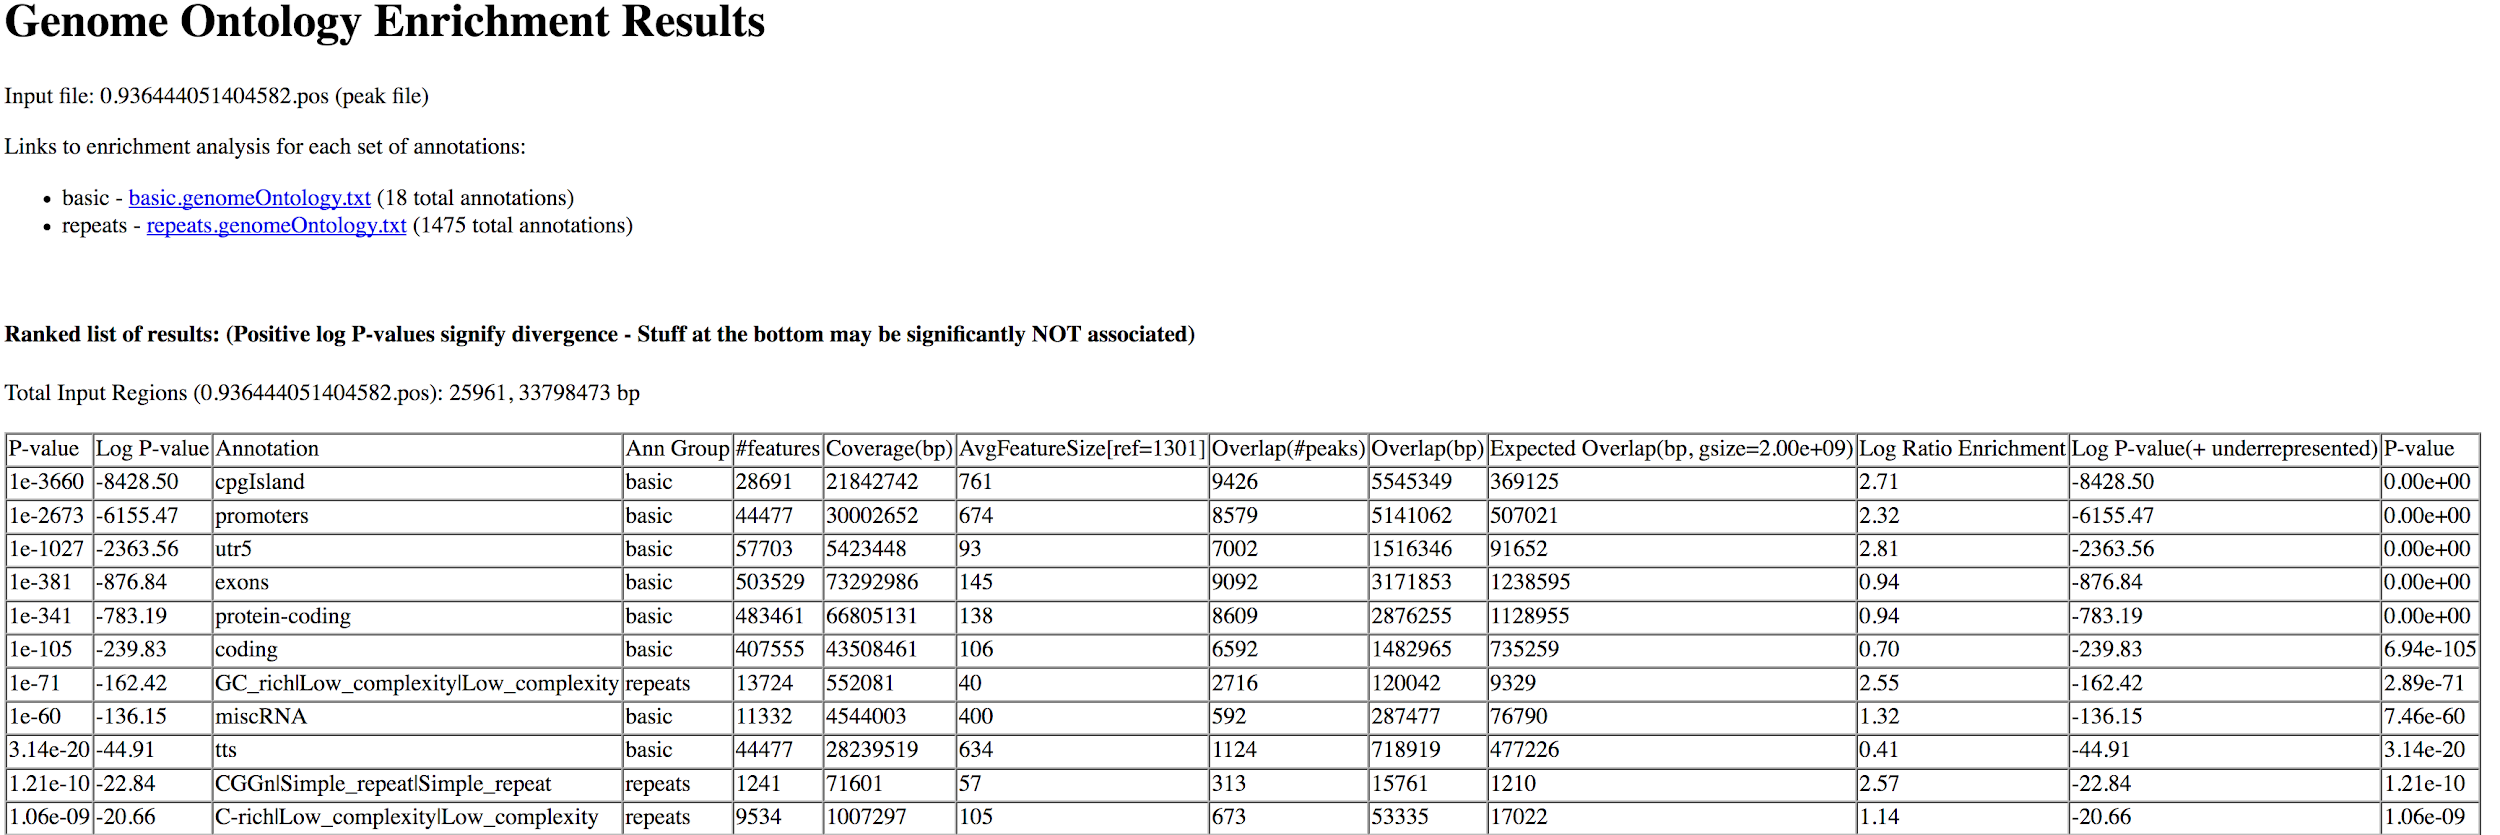 Genome Ontology Enrichment Results
Input file: 0.936444051404582.pos (peak file)
Links to enrichment analysis for each set of annotations:
• basic - basic.genomeOntology.txt (18 total annotations)
• repeats - repeats.genomeOntology.txt (1475 total annotations)
Ranked list of results: (Positive log P-values signify divergence - Stuff at the bottom may be significantly NOT associated)
Total Input Regions (0.936444051404582.pos): 25961, 33798473 bp
P-value Log P-value Annotation Ann Group #features Coverage(bp) AvgFeatureSize[ref=1301] Overlap(#peaks) Overlap(bp) Expected Overlap(bp, gsize=2.00e+09) Log Ratio Enrichment Log P-value(+ underrepresented) P-value
1e-3660 -8428.50 cpgIsland basic 28691 21842742 761 9426 5545349 369125 2.71 -8428.50 0.00e+00
1e-2673 -6155.47 promoters basic 44477 30002652 674 8579 5141062 507021 2.32 -6155.47 0.00e+00
1e-1027 -2363.56 utr5 basic 57703 5423448 93 7002 1516346 91652 2.81 -2363.56 0.00e+00
1e-381 -876.84 exons basic 503529 73292986 145 9092 3171853 1238595 0.94 -876.84 0.00e+00
1e-341 -783.19 protein-coding basic 483461 66805131 138 8609 2876255 1128955 0.94 -783.19 0.00e+00
1e-105 -239.83 coding basic 407555 43508461 106 6592 1482965 735259 0.70 -239.83 6.94e-105
1e-71 -162.42 GC_rich|Low_complexity|Low_complexity repeats 13724 552081 40 2716 120042 9329 2.55 -162.42 2.89e-71
1e-60 -136.15 miscRNA basic 11332 4544003 400 592 287477 76790 1.32 -136.15 7.46e-60
3.14e-20 -44.91 tts basic 44477 28239519 634 1124 718919 477226 0.41 -44.91 3.14e-20
1.21e-10 -22.84 CGGn|Simple_repeat|Simple_repeat repeats 1241 71601 57 313 15761 1210 2.57 -22.84 1.21e-10
1.06e-09 -20.66 C-rich|Low_complexity|Low_complexity repeats 9534 1007297 105 673 53335 17022 1.14 -20.66 1.06e-09